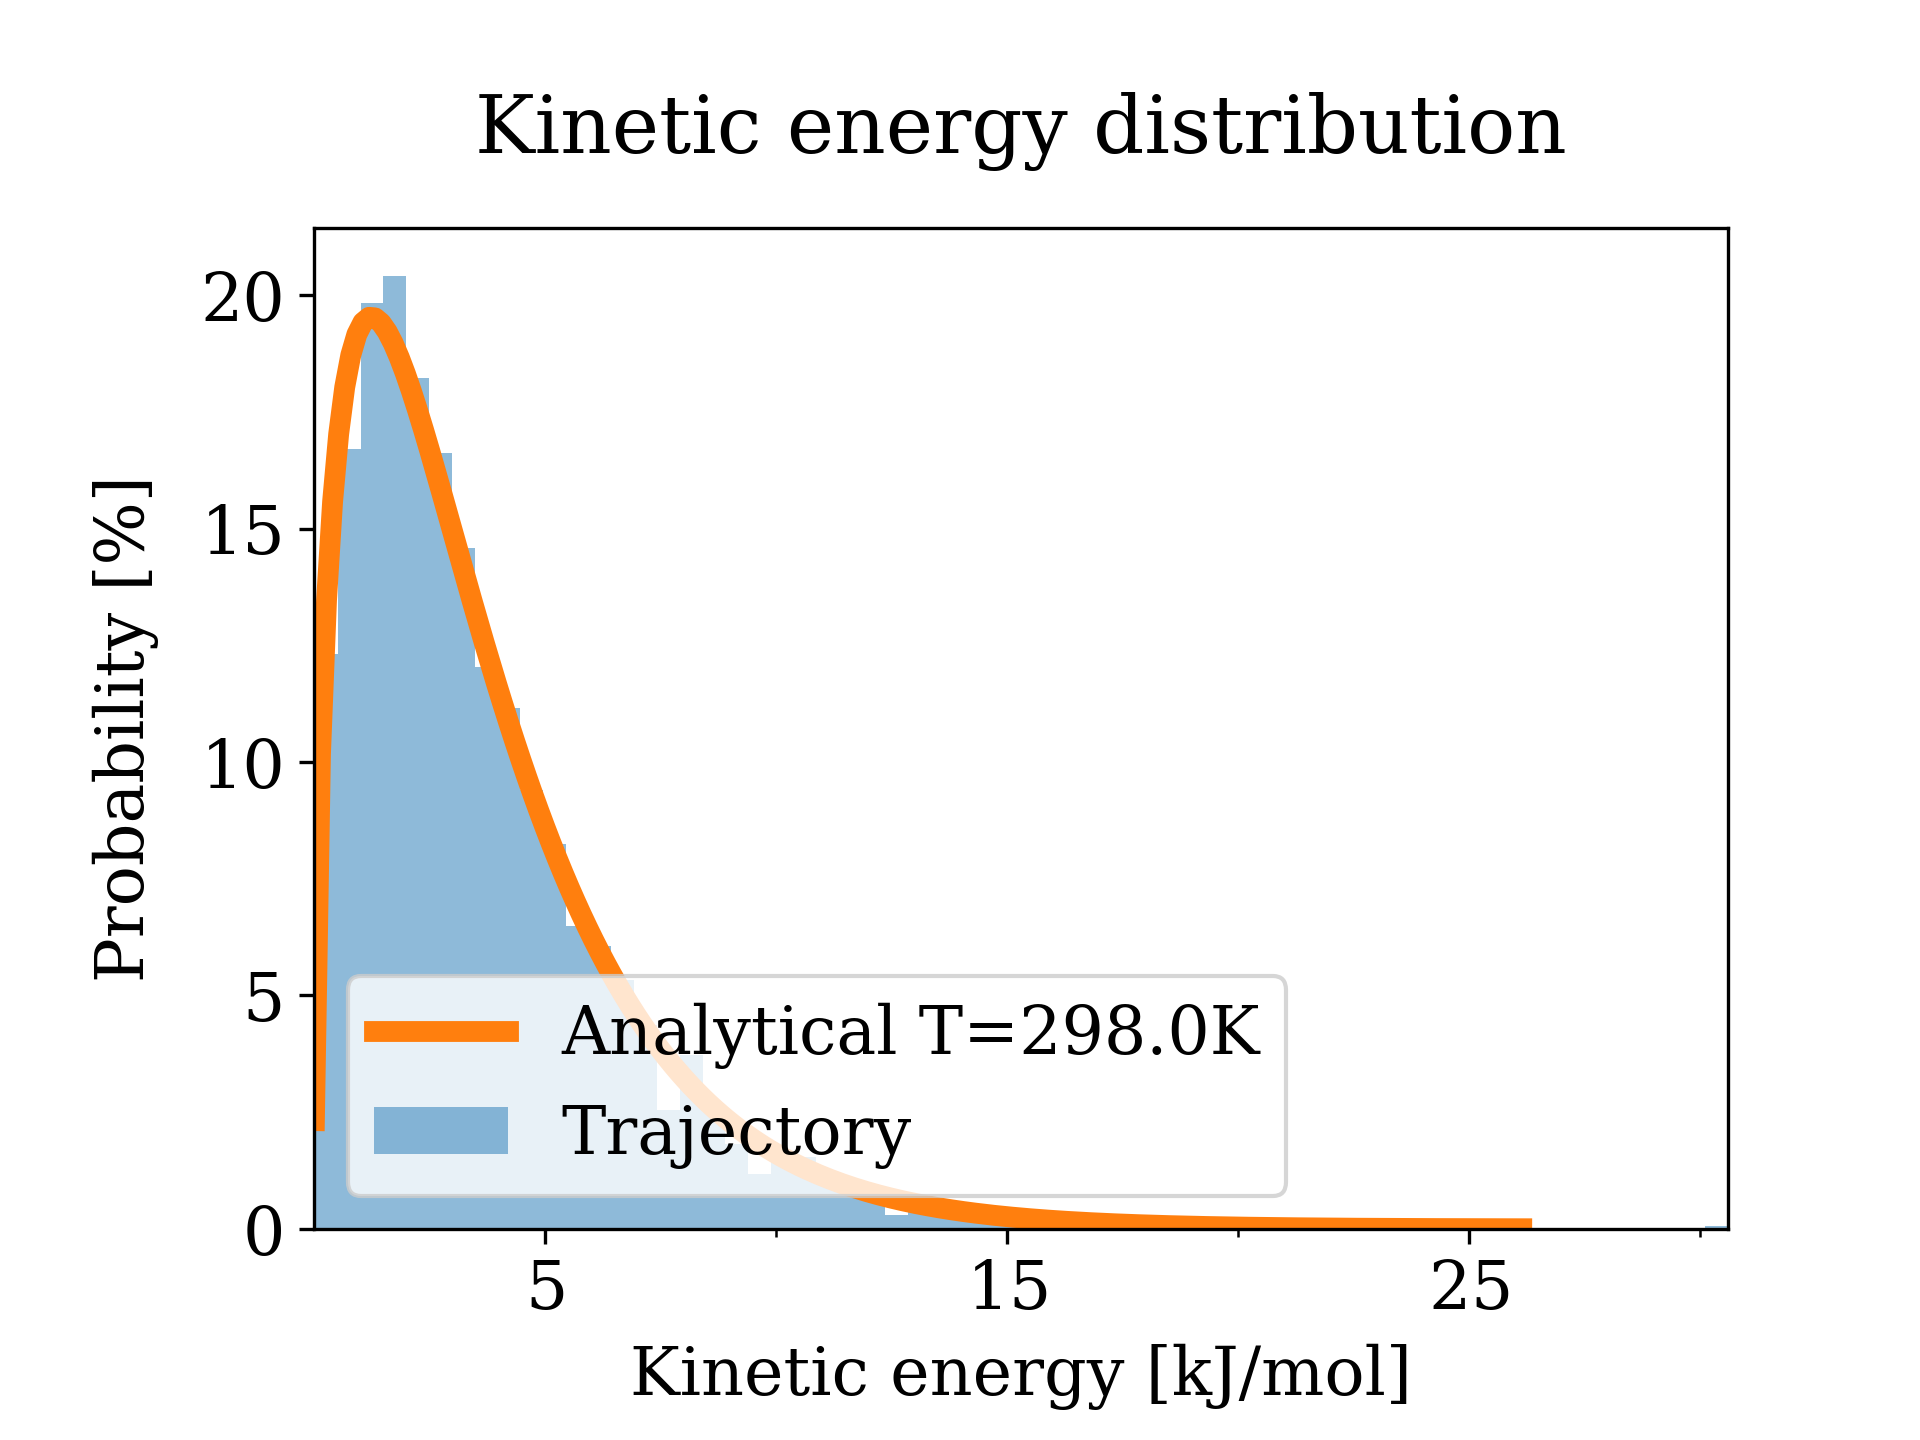 Kinetic energy distribution
Probability [%]
20
15
10
5
0
Analytical T=298.0K
Trajectory
5
15
25
Kinetic energy [kJ/mol]